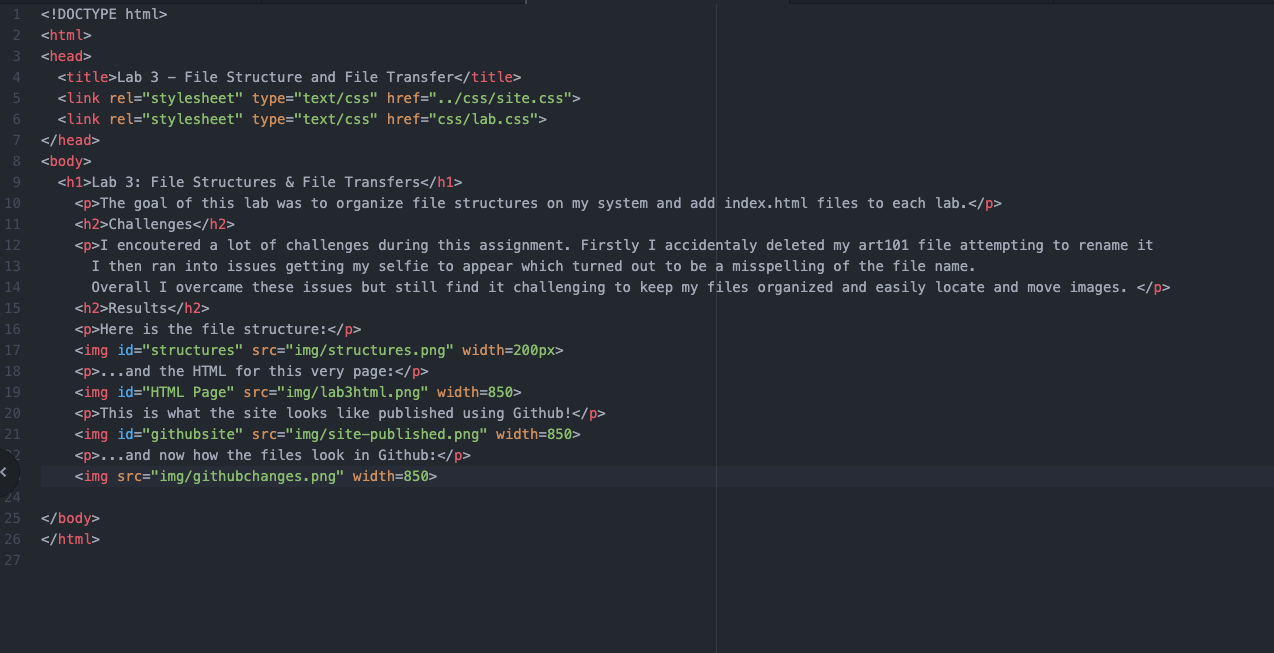 1 <!DOCTYPE html>
2 <html>
3 <head>
4 <title>Lab 3 – File Structure and File Transfer</title>
5 <link rel="stylesheet" type="text/css" href="../css/site.css">
6 <link rel="stylesheet" type="text/css" href="css/lab.css">
7 </head>
8 <body>
9 <h1>Lab 3: File Structures & File Transfers</h1>
10 <p>The goal of this lab was to organize file structures on my system and add index.html files to each lab.</p>
11 <h2>Challenges</h2>
12 <p>I encoutered a lot of challenges during this assignment. Firstly I accidentaly deleted my art101 file attempting to rename it
13 I then ran into issues getting my selfie to appear which turned out to be a misspelling of the file name.
14 Overall I overcame these issues but still find it challenging to keep my files organized and easily locate and move images. </p>
15 <h2>Results</h2>
16 <p>Here is the file structure:</p>
17 <img id="structures" src="img/structures.png" width=200px>
18 <p>...and the HTML for this very page:</p>
19 <img id="HTML Page" src="img/lab3html.png" width=850>
20 <p>This is what the site looks like published using Github!</p>
21 <img id="githubsite" src="img/site-published.png" width=850>
22 <p>...and now how the files look in Github:</p>
<img src="img/githubchanges.png" width=850>
24
25 </body>
26 </html>
27